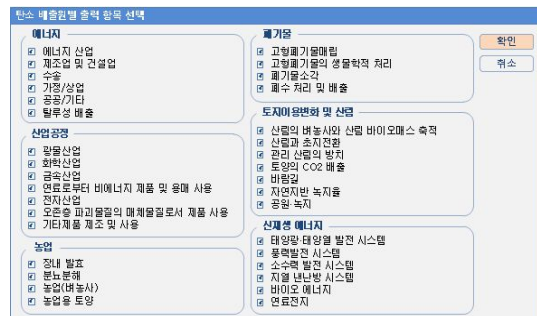 탄소 배출원별 출력 항목 선택
에너지
에너지 산업
제조업 및 건설업
수송
가정/상업
공공/기타
탈루성 배출
산업공정
광물산업
화학산업
금속산업
연료로부터 비에너지 제품 및 용매 사용
전자산업
오존층 파괴물질의 대체물질로서 제품 사용
기타제품 제조 및 사용
농업
장내 발효
분뇨분해
농업(벼농사)
농업용 토양
폐기물
고형폐기물매립
고형폐기물의 생물학적 처리
폐기물소각
폐수 처리 및 배출
토지이용변화 및 산림
산림의 벼농사와 산림 바이오매스 축적
산림과 초지전환
관리 산림의 방치
토양의 CO2 배출
바람길
자연지반 녹지율
공원·녹지
신재생 에너지
태양광·태양열 발전 시스템
풍력발전 시스템
소수력 발전 시스템
지열 냉난방 시스템
바이오 에너지
연료전지
확인
취소